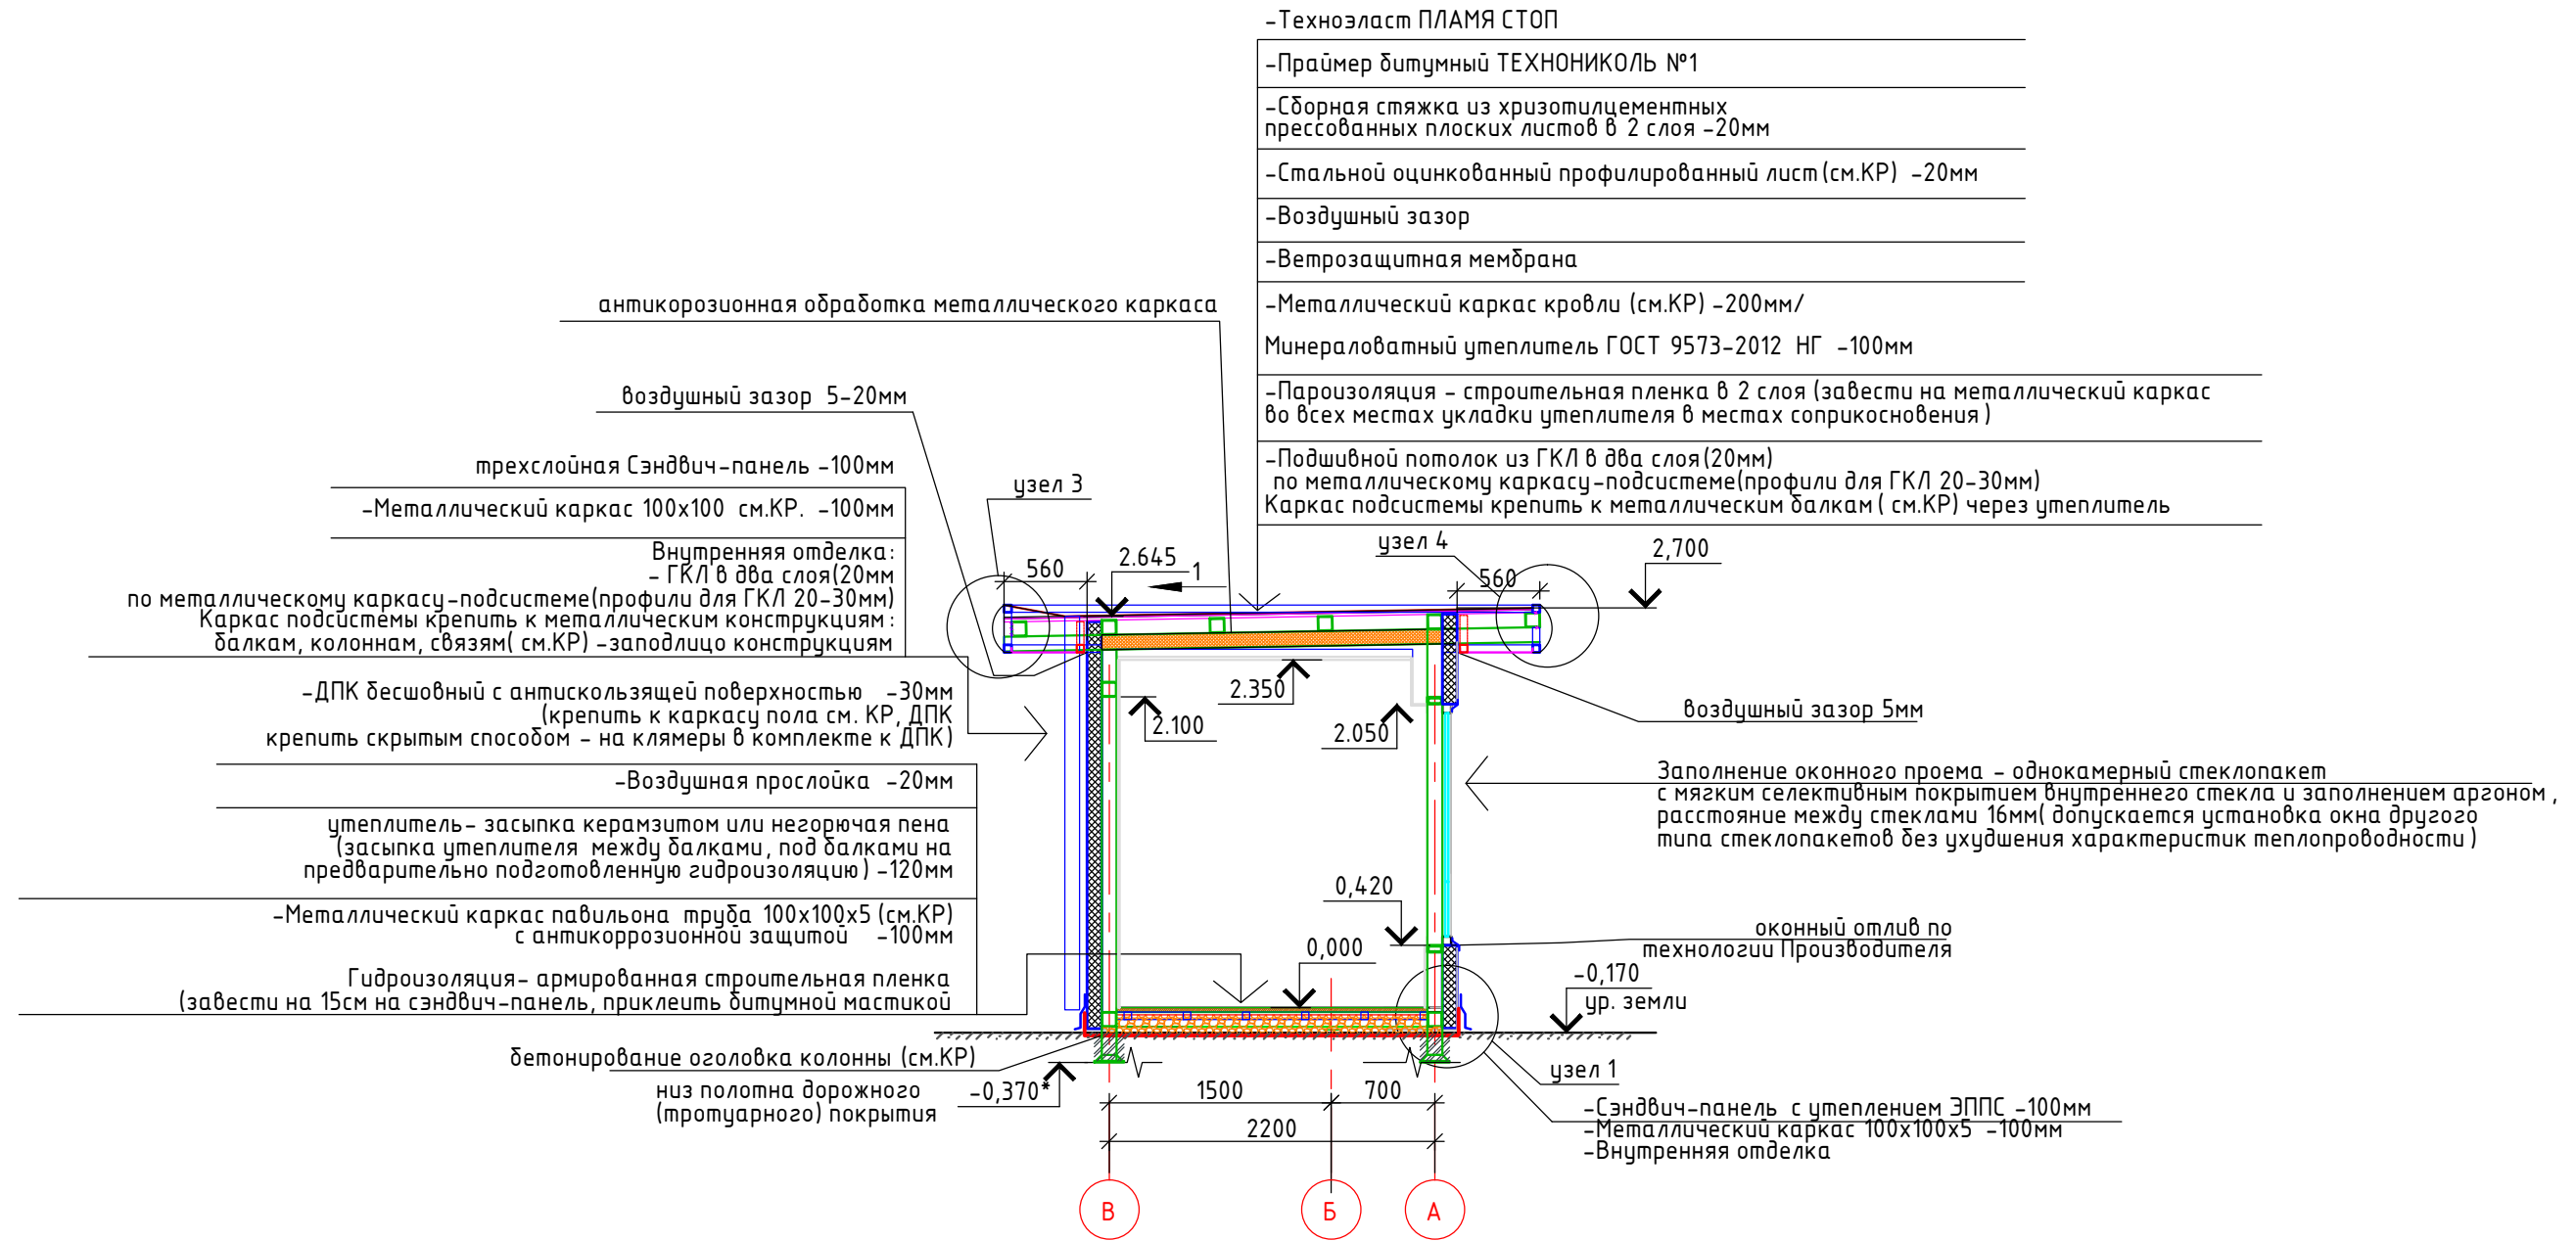 -Техноэласт ПЛАМЯ СТОП
-Праймер битумный ТЕХНОНИКОЛЬ №1
-Сборная стяжка из хризотилцементных
прессованных плоских листов в 2 слоя -20мм
-Стальной оцинкованный профилированный лист(см.КР) -20мм
-Воздушный зазор
-Ветрозащитная мембрана
-Металлический каркас кровли (см.КР) -200мм/
Минераловатный утеплитель ГОСТ 9573-2012 НГ -100мм
-Пароизоляция - строительная пленка в 2 слоя (завести на металлический каркас
во всех местах укладки утеплителя в местах соприкосновения)
-Подшивной потолок из ГКЛ в два слоя(20мм)
по металлическому каркасу-подсистеме(профили для ГКЛ 20-30мм)
Каркас подсистемы крепить к металлическим балкам( см.КР) через утеплитель
антикорозионная обработка металлического каркаса
воздушный зазор 5-20мм
трехслойная Сэндвич-панель -100мм
-Металлический каркас 100х100 см.КР. -100мм
Внутренняя отделка:
- ГКЛ в два слоя(20мм
по металлическому каркасу-подсистеме(профили для ГКЛ 20-30мм)
Каркас подсистемы крепить к металлическим конструкциям:
балкам, колоннам, связям( см.КР) -заподлицо конструкциям
-ДПК бесшовный с антискользящей поверхностью -30мм
(крепить к каркасу пола см. КР, ДПК
крепить скрытым способом - на клямеры в комплекте к ДПК)
-Воздушная прослойка -20мм
утеплитель- засыпка керамзитом или негорючая пена
(засыпка утеплителя между балками, под балками на
предварительно подготовленную гидроизоляцию) -120мм
-Металлический каркас павильона труба 100х100х5 (см.КР)
с антикоррозионной защитой -100мм
Гидроизоляция- армированная строительная пленка
(завести на 15см на сэндвич-панель, приклеить битумной мастикой
бетонирование оголовка колонны (см.КР)
низ полотна дорожного
(тротуарного) покрытия
-0,370*
узел 3
560
2.645
1
узел 4
560
2,700
2.350
2.100
2.050
воздушный зазор 5мм
Заполнение оконного проема - однокамерный стеклопакет
с мягким селективным покрытием внутреннего стекла и заполнением аргоном,
расстояние между стеклами 16мм( допускается установка окна другого
типа стеклопакетов без ухудшения характеристик теплопроводности)
0,420
0,000
оконный отлив по
технологии Производителя
-0,170
ур. земли
узел 1
-Сэндвич-панель с утеплением ЭППС -100мм
-Металлический каркас 100х100х5 -100мм
-Внутренняя отделка
1500
700
2200
В
Б
А